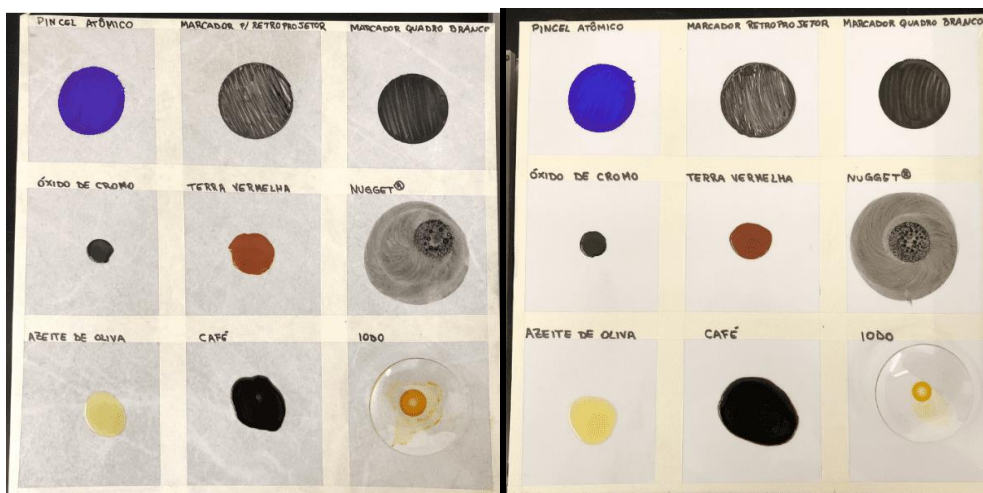 PINCEL ATÔMICO MARCADOR P/ RETROPROJETOR MARCADOR QUADRO BRANCO
ÓXIDO DE CROMO TERRA VERMELHA NUGGET®
AZEITE DE OLIVA CAFÉ IODO
PINCEL ATÔMICO MARCADOR RETROPROJETOR MARCADOR QUADRO BRANCO
ÓXIDO DE CROMO TERRA VERMELHA NUGGET®
AZEITE DE OLIVA CAFÉ IODO